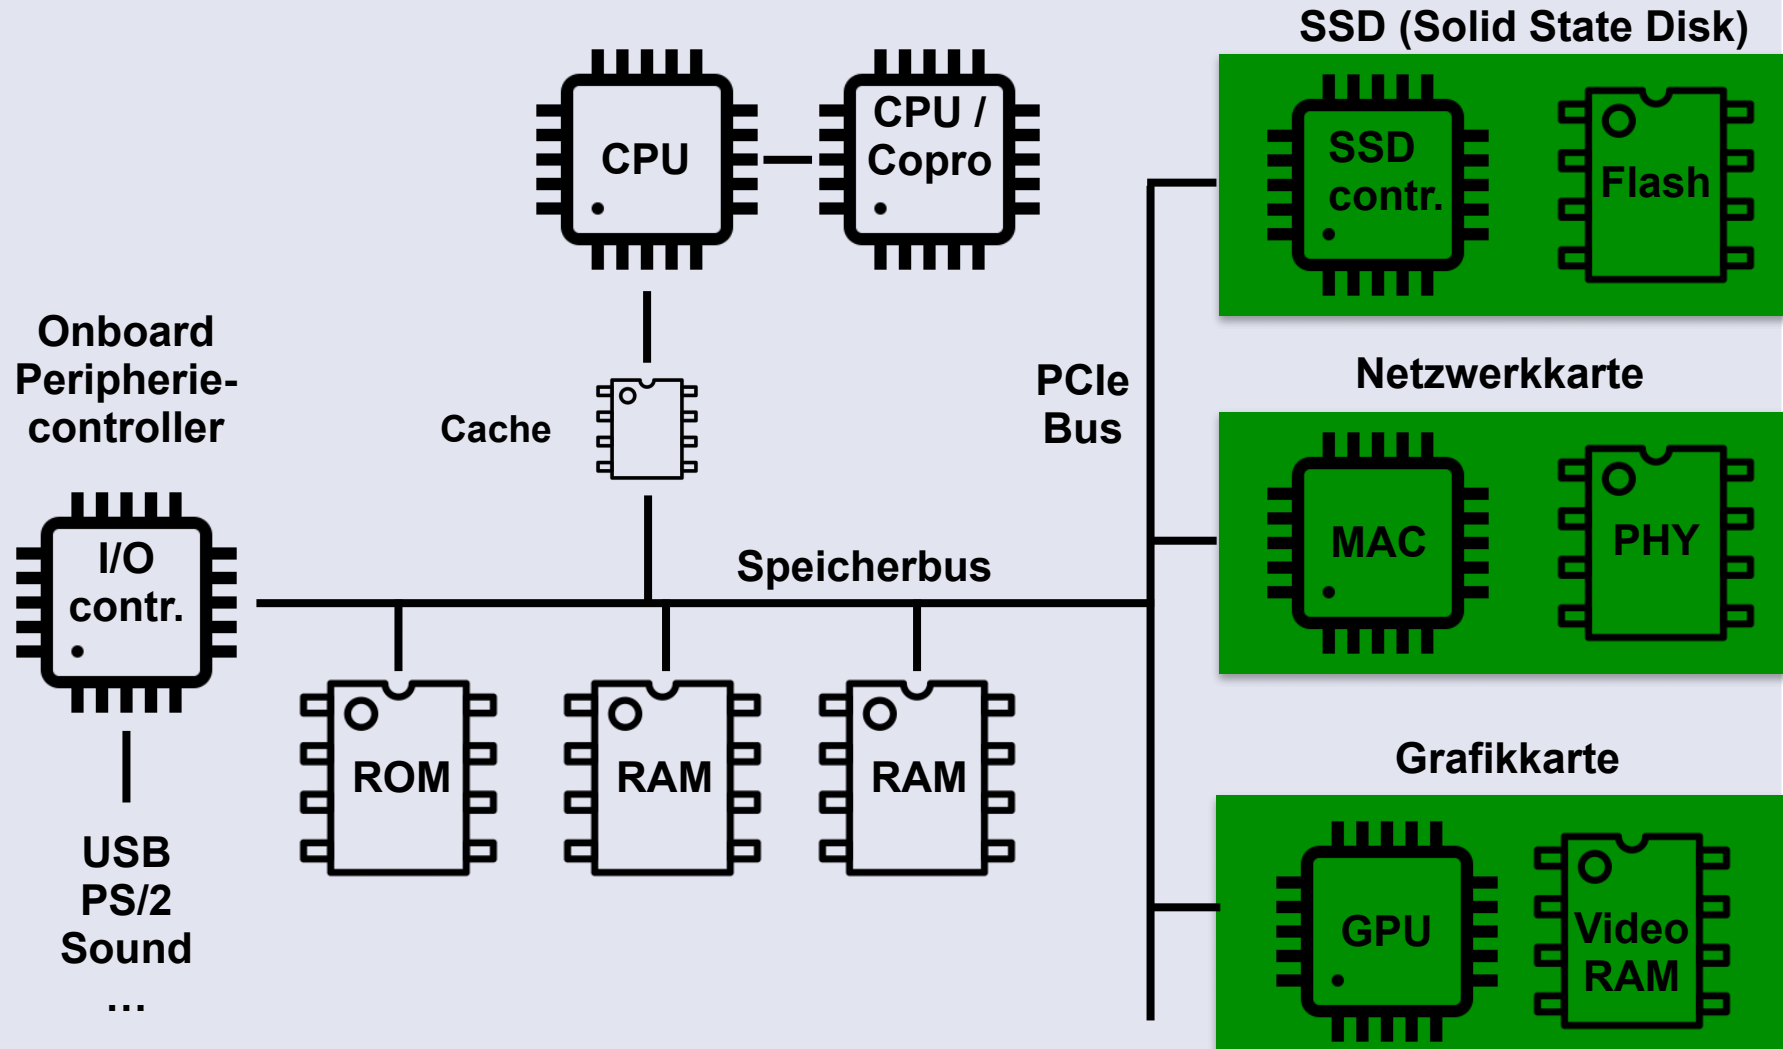 SSD (Solid State Disk)
CPU
CPU /
Copro
SSD
contr.
Flash
Onboard
Peripherie-
controller
Cache
PCIe
Bus
Netzwerkkarte
MAC
PHY
I/O
contr.
Speicherbus
ROM
RAM
RAM
Grafikkarte
GPU
Video
RAM
USB
PS/2
Sound
...